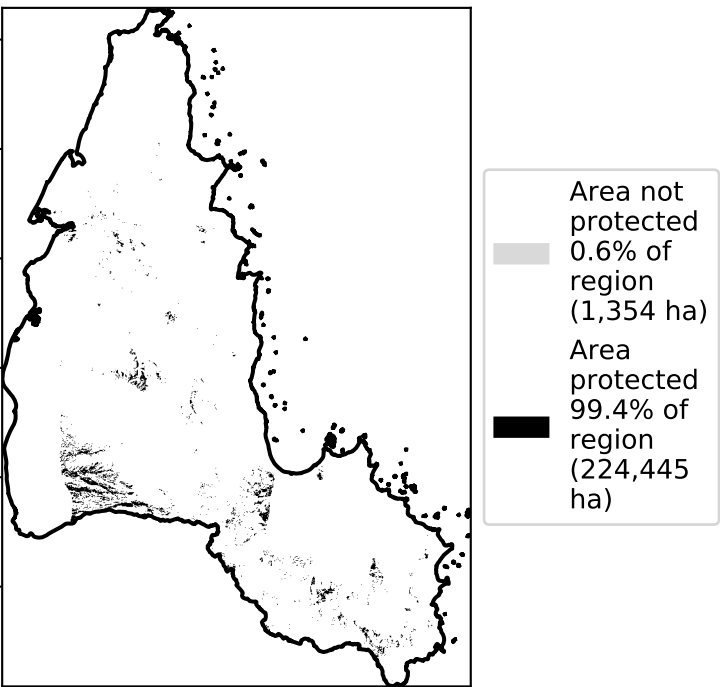 Area not
protected
0.6% of
region
(1,354 ha)
Area
protected
99.4% of
region
(224,445
ha)